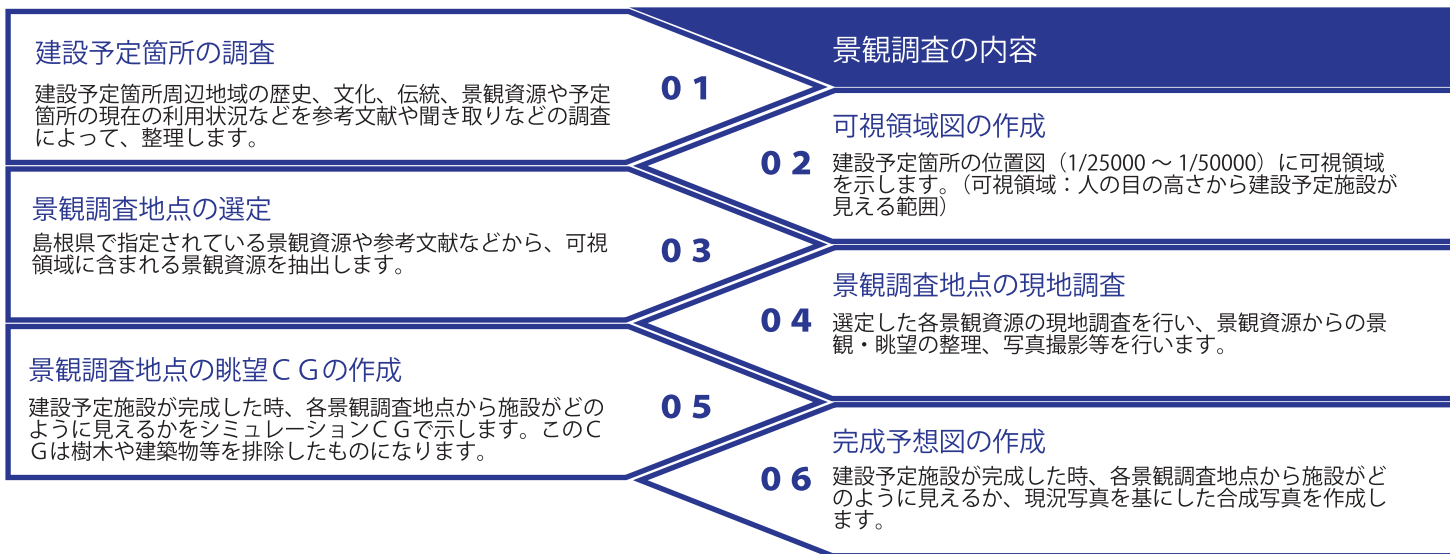 景観調査の内容
建設予定箇所の調査
建設予定箇所周辺地域の歴史、文化、伝統、景観資源や予定
箇所の現在の利用状況などを参考文献や聞き取りなどの調査
によって、整理します。
01
可視領域図の作成
02
建設予定箇所の位置図（1/25000 ～ 1/50000）に可視領域
を示します。（可視領域：人の目の高さから建設予定施設が
見える範囲）
景観調査地点の選定
島根県で指定されている景観資源や参考文献などから、可視
領域に含まれる景観資源を抽出します。
03
景観調査地点の現地調査
04
選定した各景観資源の現地調査を行い、景観資源からの景
観・眺望の整理、写真撮影等を行います。
景観調査地点の眺望ＣＧの作成
建設予定施設が完成した時、各景観調査地点から施設がどの
ように見えるかをシミュレーションＣＧで示します。このＣ
Ｇは樹木や建築物等を排除したものになります。
05
完成予想図の作成
06
建設予定施設が完成した時、各景観調査地点から施設がど
のように見えるか、現況写真を基にした合成写真を作成し
ます。